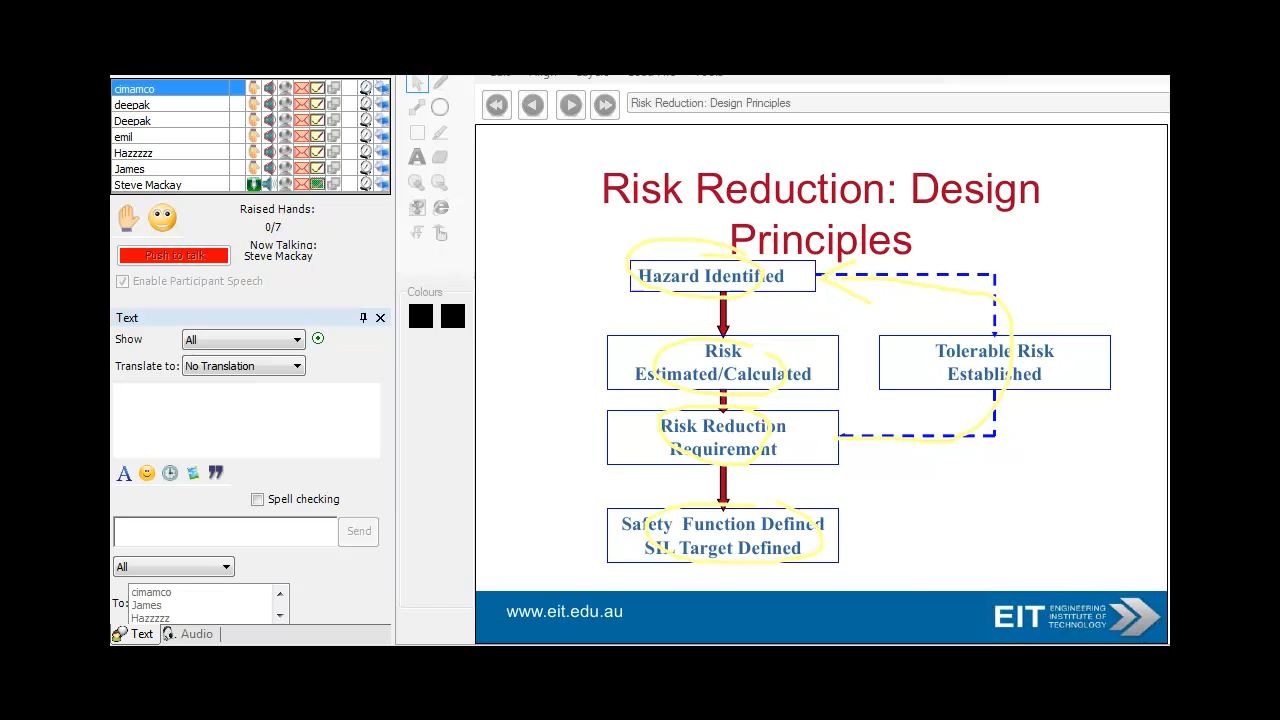 cimamco
deepak
Deepak
emil
Hazzzzz
James
Steve Mackay
Raised Hands:
0/7
Now Talking:
Steve Mackay
Push to talk
Enable Participant Speech
Text
Show
All
Translate to:
No Translation
Spell checking
Send
All
To:
cimamco
James
Hazzzzz
Text
Audio
Colours
Risk Reduction: Design Principles
Risk Reduction: Design
Principles
Hazard Identified
Risk
Estimated/Calculated
Tolerable Risk
Established
Risk Reduction
Requirement
Safety Function Defined
SIL Target Defined
www.eit.edu.au
EIT
ENGINEERING
INSTITUTE OF
TECHNOLOGY